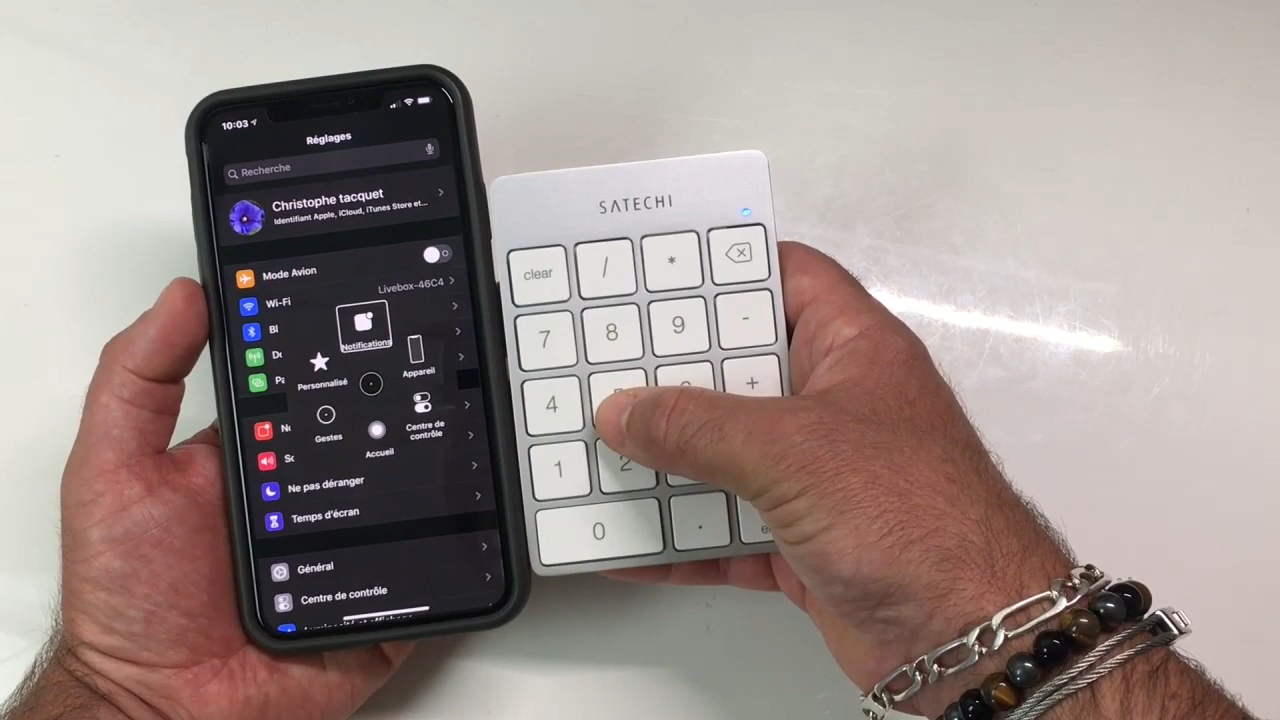 10:03
Réglages
Recherche
Christophe tacquet
Identifiant Apple, iCloud, iTunes Store et...
Mode Avion
Wi-Fi
Livebox-46C4
Bl
Notifications
Personnalisé
Appareil
Gestes
Accueil
Centre de
contrôle
Ne pas déranger
Temps d'écran
Général
Centre de contrôle
SATECHI
clear / *
7 8 9 -
4 +
1 2
0 .